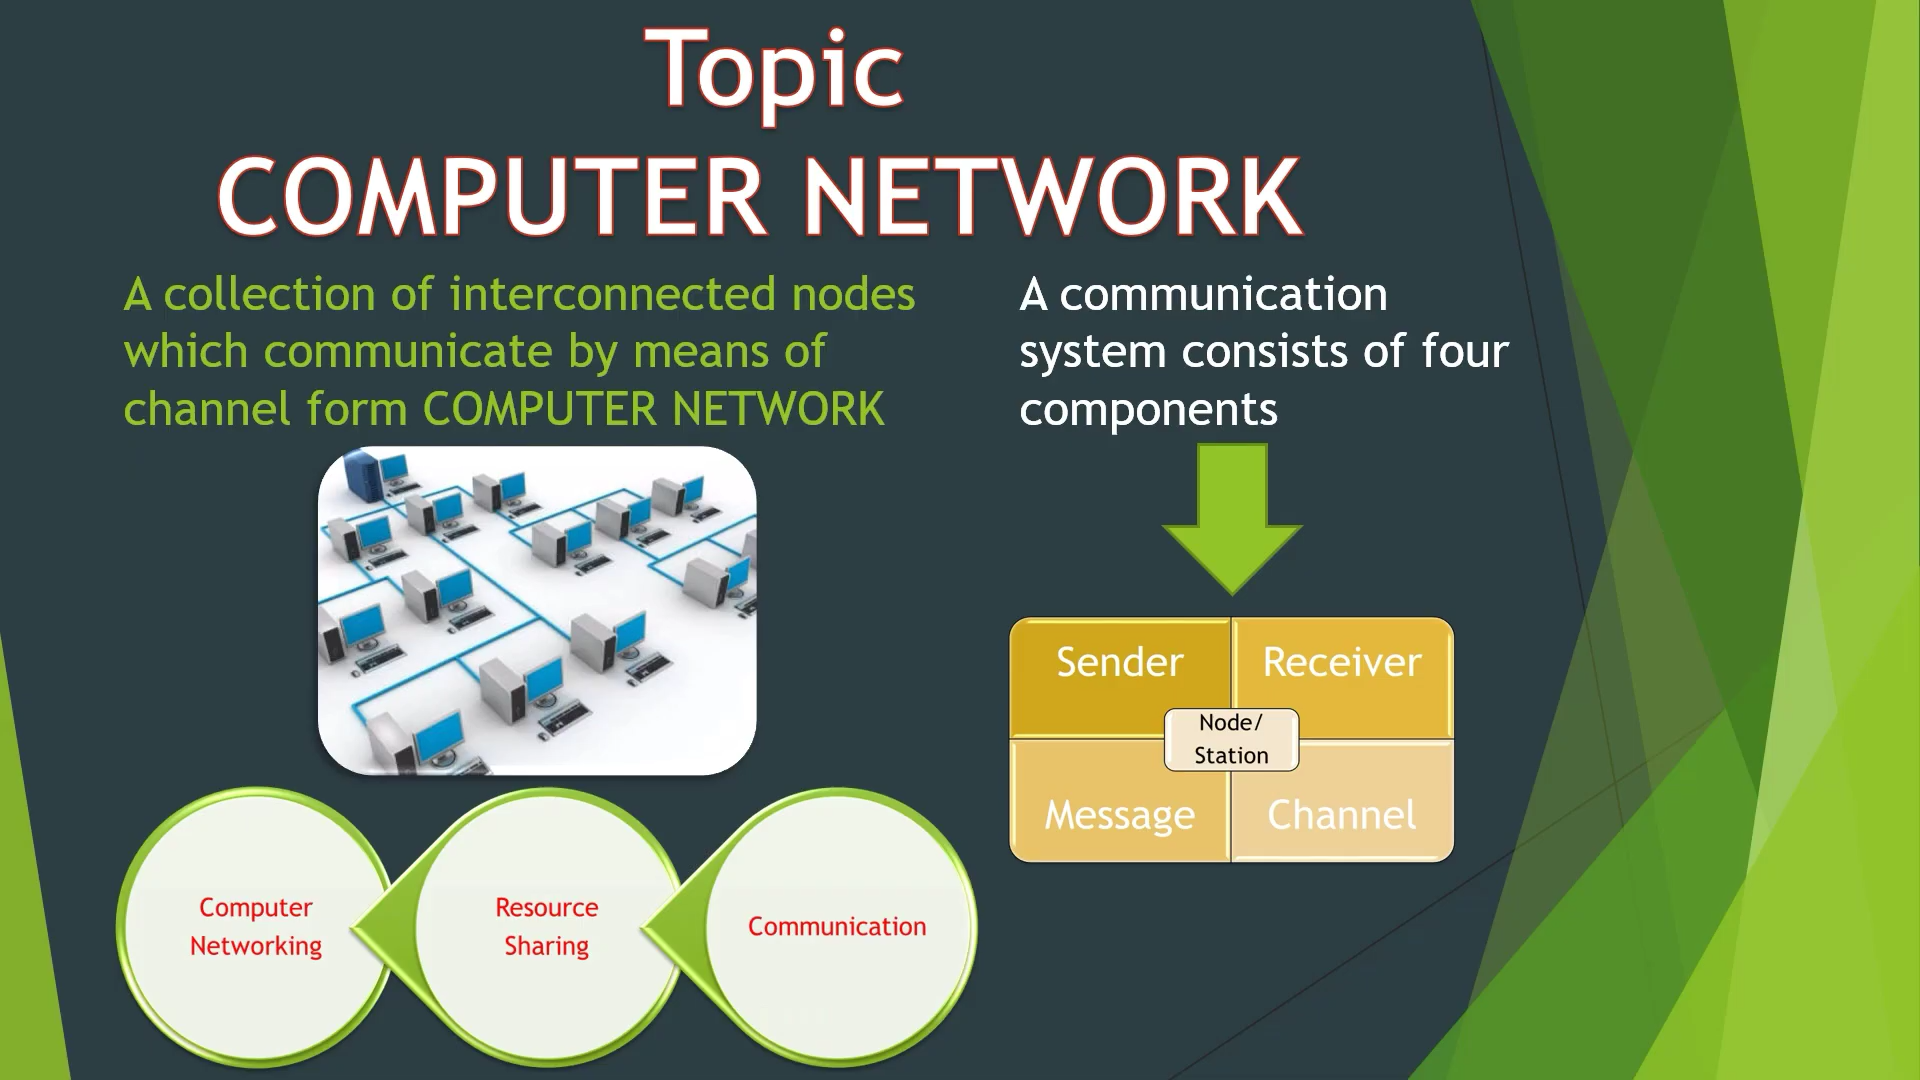 Topic
COMPUTER NETWORK
A collection of interconnected nodes
which communicate by means of
channel form COMPUTER NETWORK
A communication
system consists of four
components
Sender
Receiver
Node/
Station
Message
Channel
Computer
Networking
Resource
Sharing
Communication